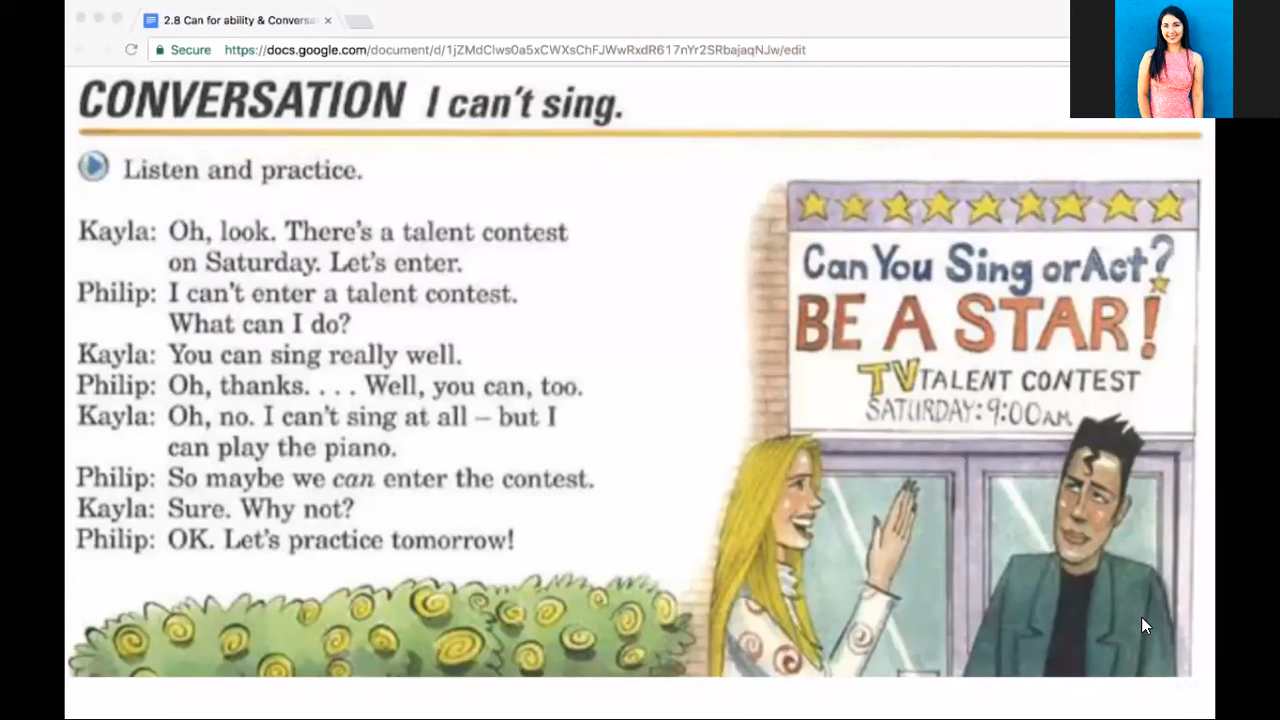 2.8 Can for ability & Conversa
Secure https://docs.google.com/document/d/1jZMdClws0a5xCWXsChFJWwRxdR617nYr2SRbajaqNJw/edit
CONVERSATION I can't sing.
Listen and practice.
Kayla: Oh, look. There's a talent contest
on Saturday. Let's enter.
Philip: I can't enter a talent contest.
What can I do?
Kayla: You can sing really well.
Philip: Oh, thanks. . . . Well, you can, too.
Kayla: Oh, no. I can't sing at all – but I
can play the piano.
Philip: So maybe we can enter the contest.
Kayla: Sure. Why not?
Philip: OK. Let's practice tomorrow!
Can You Sing or Act?
BE A STAR!
TV TALENT CONTEST
SATURDAY: 9:00 AM